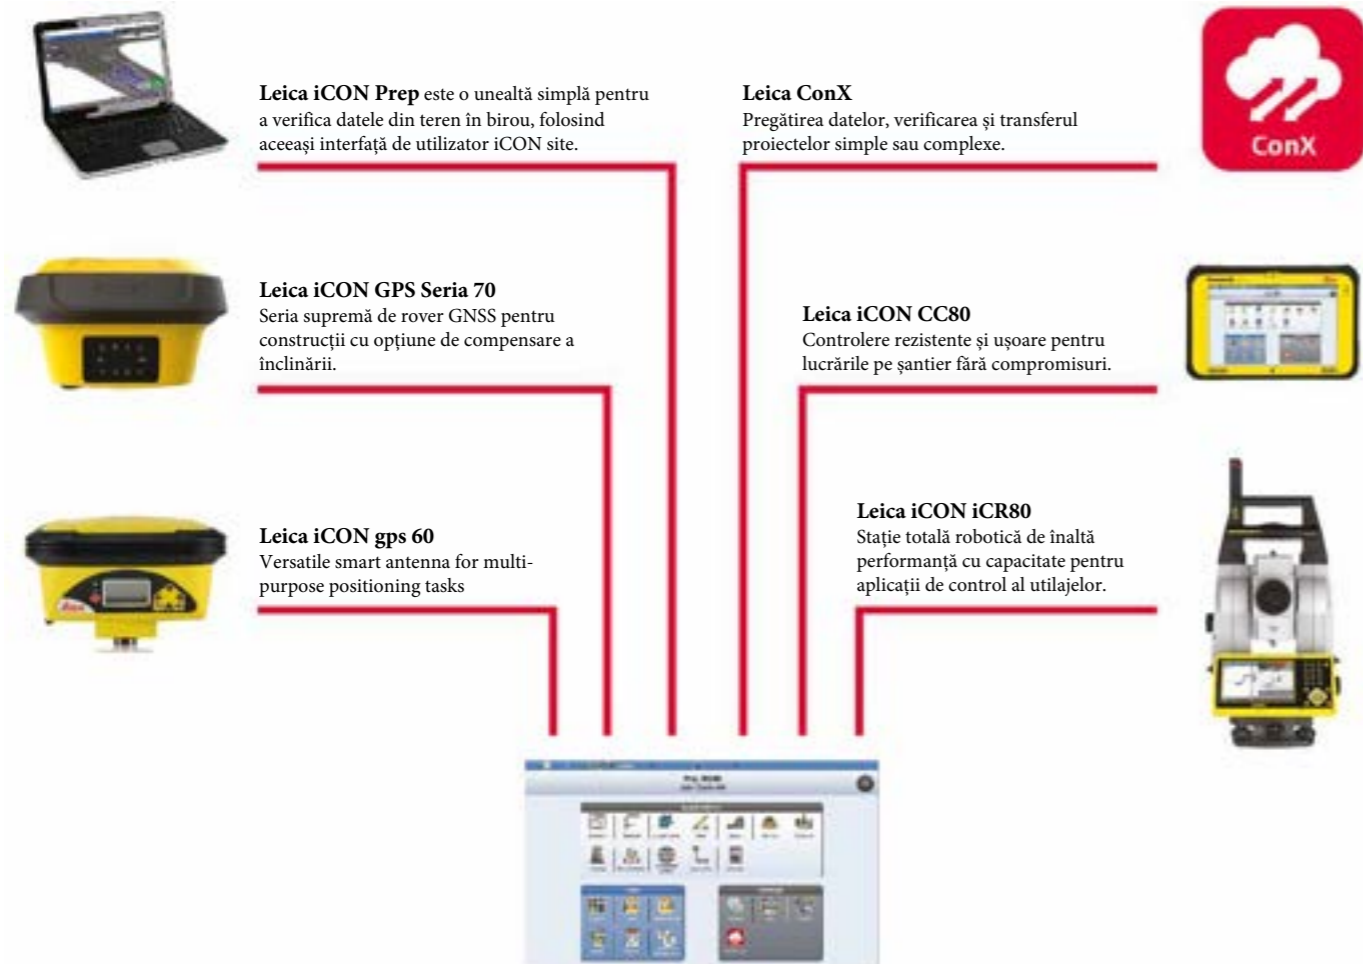 Leica iCON Prep este o unealtă simplă pentru
a verifica datele din teren în birou, folosind
aceeași interfață de utilizator iCON site.
Leica ConX
Pregătirea datelor, verificarea și transferul
proiectelor simple sau complexe.
ConX
Leica iCON GPS Seria 70
Seria supremă de rover GNSS pentru
construcții cu opțiune de compensare a
înclinării.
Leica iCON CC80
Controlere rezistente și ușoare pentru
lucrările pe șantier fără compromisuri.
Leica iCON gps 60
Versatile smart antenna for multi-
purpose positioning tasks
Leica iCON iCR80
Stație totală robotică de înaltă
performanță cu capacitate pentru
aplicații de control al utilajelor.